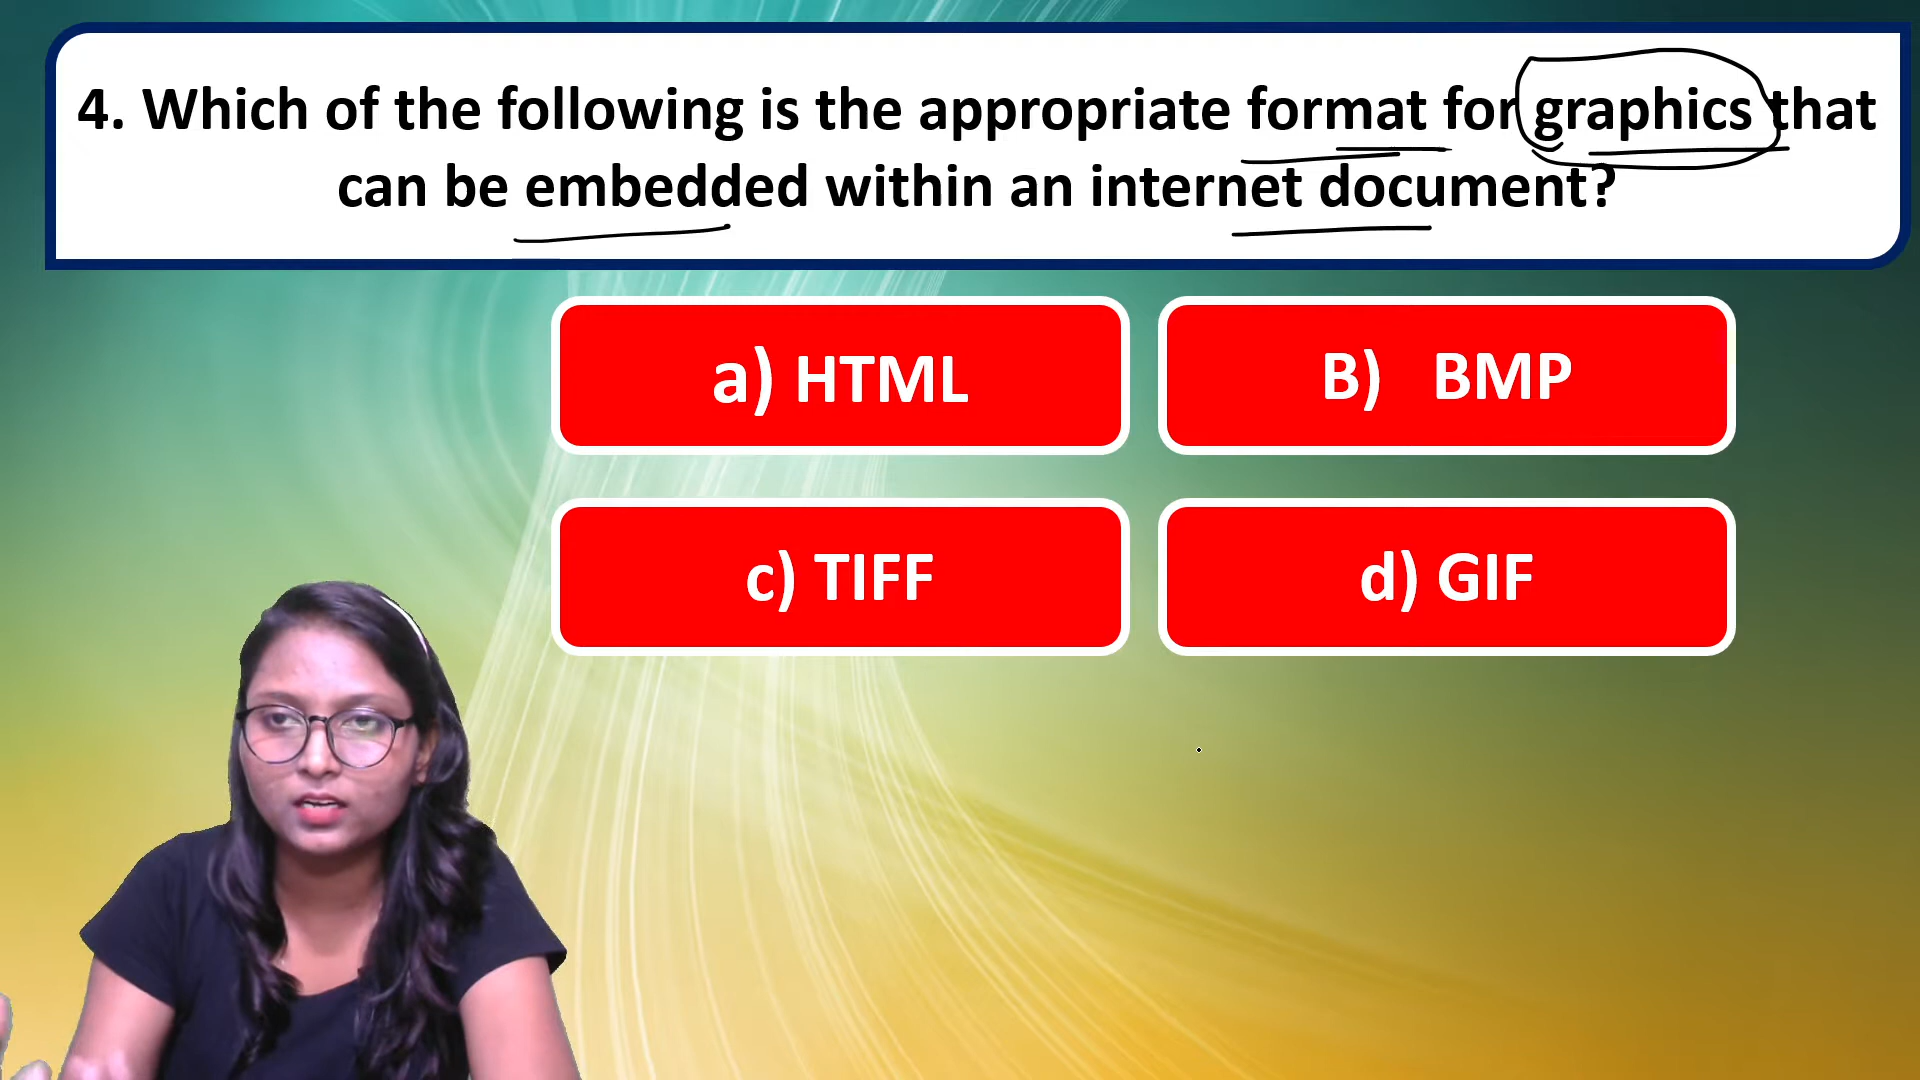 4. Which of the following is the appropriate format for graphics that
can be embedded within an internet document?
a) HTML
B) BMP
c) TIFF
d) GIF